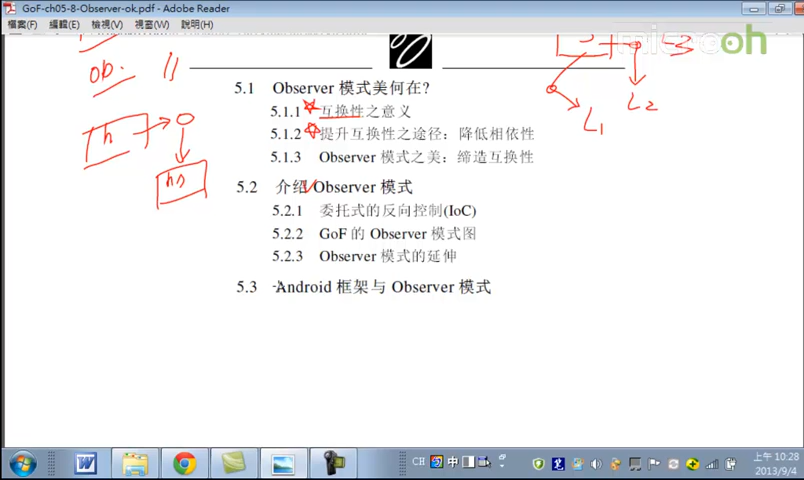 GoF-ch05-8-Observer-ok.pdf - Adobe Reader
檔案(F) 編輯(E) 檢視(V) 視窗(W) 說明(H)
microoh
3
ob. //
5.1 Observer 模式美何在?
5.1.1 互换性之意义
5.1.2 提升互换性之途径：降低相依性
5.1.3 Observer 模式之美：缔造互换性
L1
L2
h
5.2 介绍 Observer 模式
5.2.1 委托式的反向控制(IoC)
5.2.2 GoF 的 Observer 模式图
5.2.3 Observer 模式的延伸
5.3 Android 框架与 Observer 模式
CH 中
上午 10:28
2013/9/4